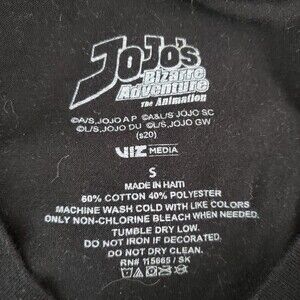 JoJo's
Bizarre
Adventure
The Animation
©A/S,JOJO A P ©A&US JOJO SC
©L/S,JOJO DU ©L/S,JOJO GW
(s20)
VIZ MEDIA
S
MADE IN HAITI
60% COTTON 40% POLYESTER
MACHINE WASH COLD WITH LIKE COLORS
ONLY NON-CHLORINE BLEACH WHEN NEEDED.
TUMBLE DRY LOW.
DO NOT IRON IF DECORATED.
DO NOT DRY CLEAN.
RN# 115665 / SK